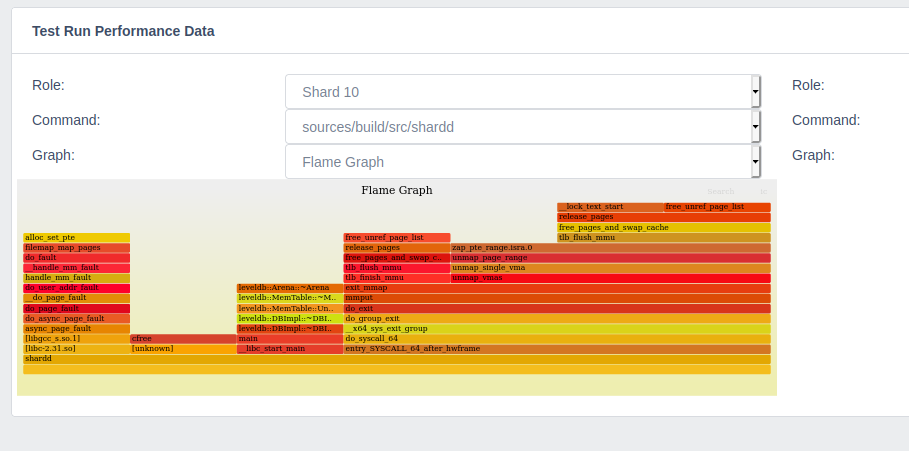 Test Run Performance Data
Role:
Shard 10
Role:
Command:
sources/build/src/shardd
Command:
Graph:
Flame Graph
Graph:
Flame Graph
Search
ic
__lock_text_start
free_unref_page_list
release_pages
free_pages_and_swap_cache
alloc_set_pte
free_unref_page_list
tlb_flush_mmu
filemap_map_pages
release_pages
zap_pte_range.isra.0
do_fault
free_pages_and_swap_c..
unmap_page_range
__handle_mm_fault
tlb_flush_mmu
unmap_single_vma
handle_mm_fault
tlb_finish_mmu
unmap_vmas
do_user_addr_fault
leveldb::Arena::~Arena
exit_mmap
__do_page_fault
leveldb::MemTable::~M..
mmput
do_page_fault
leveldb::MemTable::Un..
do_exit
do_async_page_fault
leveldb::DBImpl::~DBI..
do_group_exit
async_page_fault
leveldb::DBImpl::~DBI..
__x64_sys_exit_group
[libgcc_s.so.1]
cfree
main
do_syscall_64
[libc-2.31.so]
[unknown]
__libc_start_main
entry_SYSCALL_64_after_hwframe
shardd